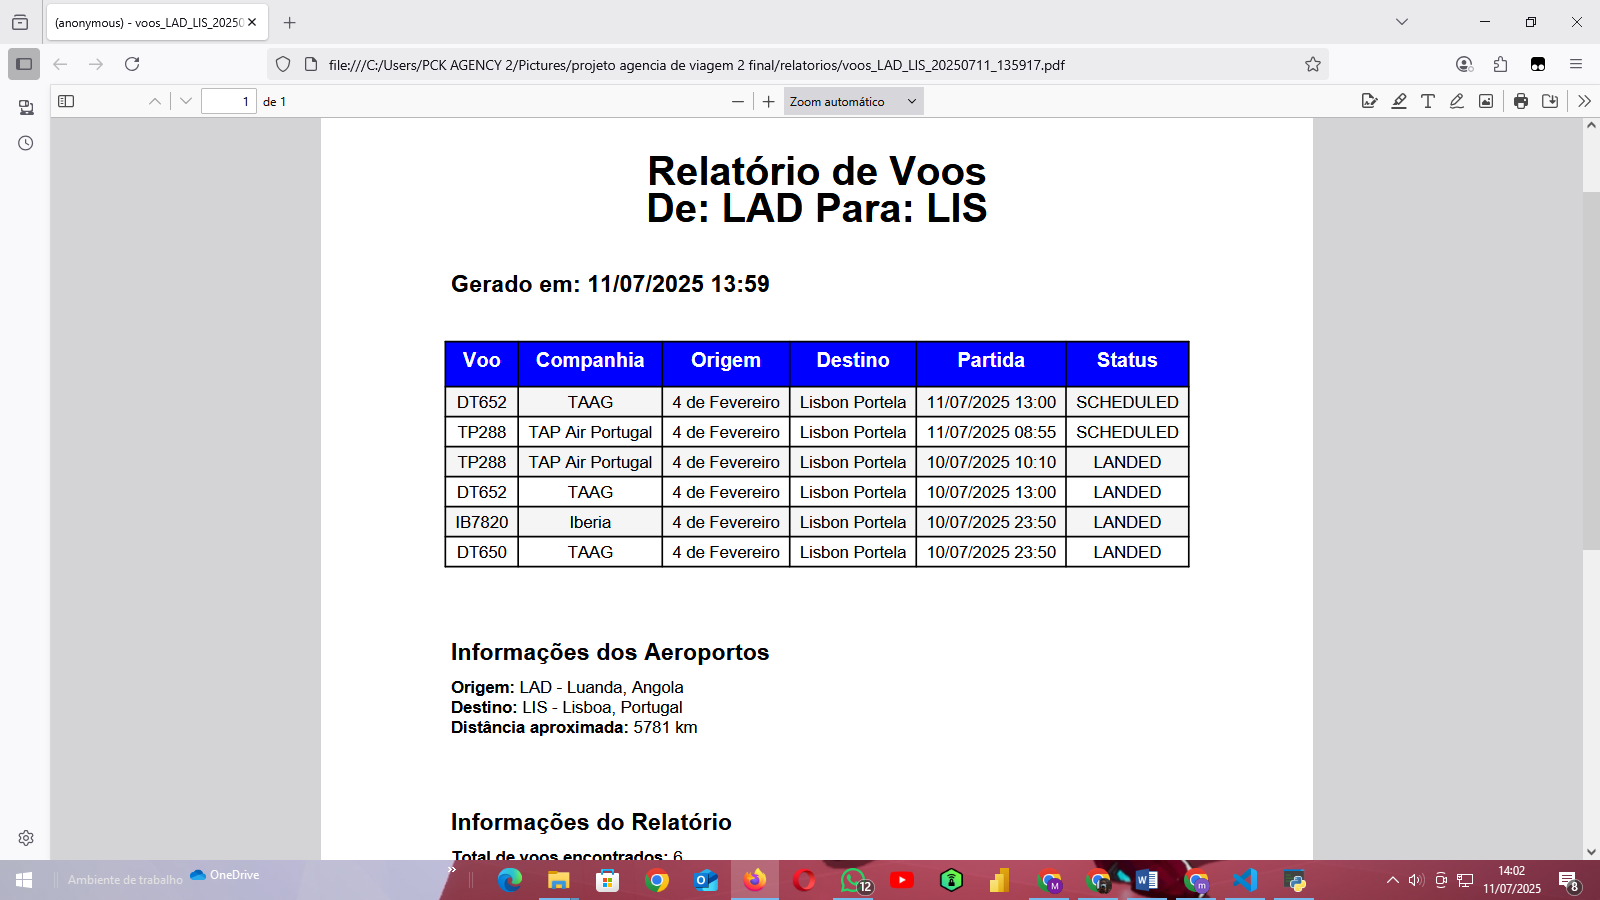 (anonymous) - voos_LAD_LIS_20250
file:///C:/Users/PCK AGENCY 2/Pictures/projeto agencia de viagem 2 final/relatorios/voos_LAD_LIS_20250711_135917.pdf
1 de 1
Zoom automático
Relatório de Voos
De: LAD Para: LIS
Gerado em: 11/07/2025 13:59
Voo Companhia Origem Destino Partida Status
DT652 TAAG 4 de Fevereiro Lisbon Portela 11/07/2025 13:00 SCHEDULED
TP288 TAP Air Portugal 4 de Fevereiro Lisbon Portela 11/07/2025 08:55 SCHEDULED
TP288 TAP Air Portugal 4 de Fevereiro Lisbon Portela 10/07/2025 10:10 LANDED
DT652 TAAG 4 de Fevereiro Lisbon Portela 10/07/2025 13:00 LANDED
IB7820 Iberia 4 de Fevereiro Lisbon Portela 10/07/2025 23:50 LANDED
DT650 TAAG 4 de Fevereiro Lisbon Portela 10/07/2025 23:50 LANDED
Informações dos Aeroportos
Origem: LAD - Luanda, Angola
Destino: LIS - Lisboa, Portugal
Distância aproximada: 5781 km
Informações do Relatório
Total de voos encontrados: 6
Ambiente de trabalho
OneDrive
12
14:02
11/07/2025
8